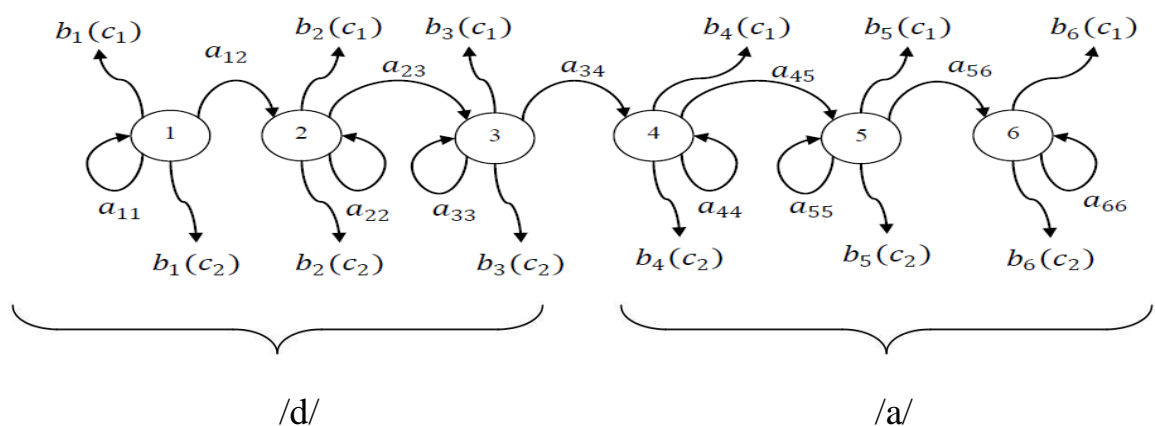 b₁(c₁) b₂(c₁) b₃(c₁) b₄(c₁) b₅(c₁) b₆(c₁)
a₁₂ a₂₃ a₃₄ a₄₅ a₅₆
1 2 3 4 5 6
a₁₁ a₂₂ a₃₃ a₄₄ a₅₅ a₆₆
b₁(c₂) b₂(c₂) b₃(c₂) b₄(c₂) b₅(c₂) b₆(c₂)
/d/ /a/